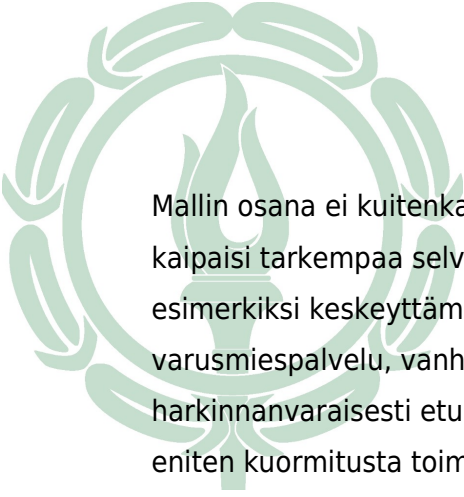 Mallin osana ei kuitenka
kaipaisi tarkempaa selv
esimerkiksi keskeyttäm
varusmiespalvelu, vanh
harkinnanvaraisesti etu
eniten kuormitusta toim